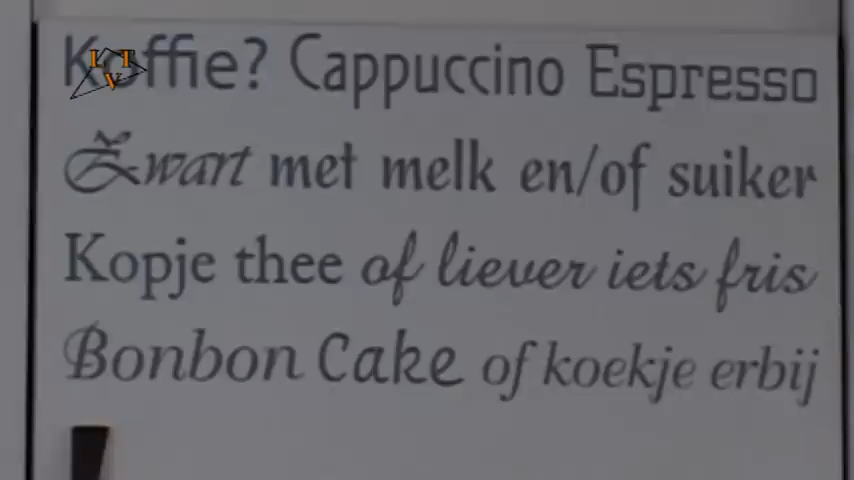 Koffie? Cappuccino Espresso
Zwart met melk en/of suiker
Kopje thee of liever iets fris
Bonbon Cake of koekje erbij
LTV